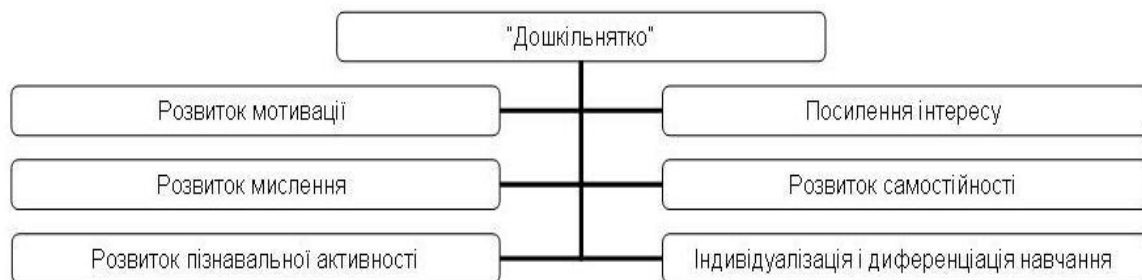 "Дошкільнятко"
Розвиток мотивації
Посилення інтересу
Розвиток мислення
Розвиток самостійності
Розвиток пізнавальної активності
Індивідуалізація і диференціація навчання